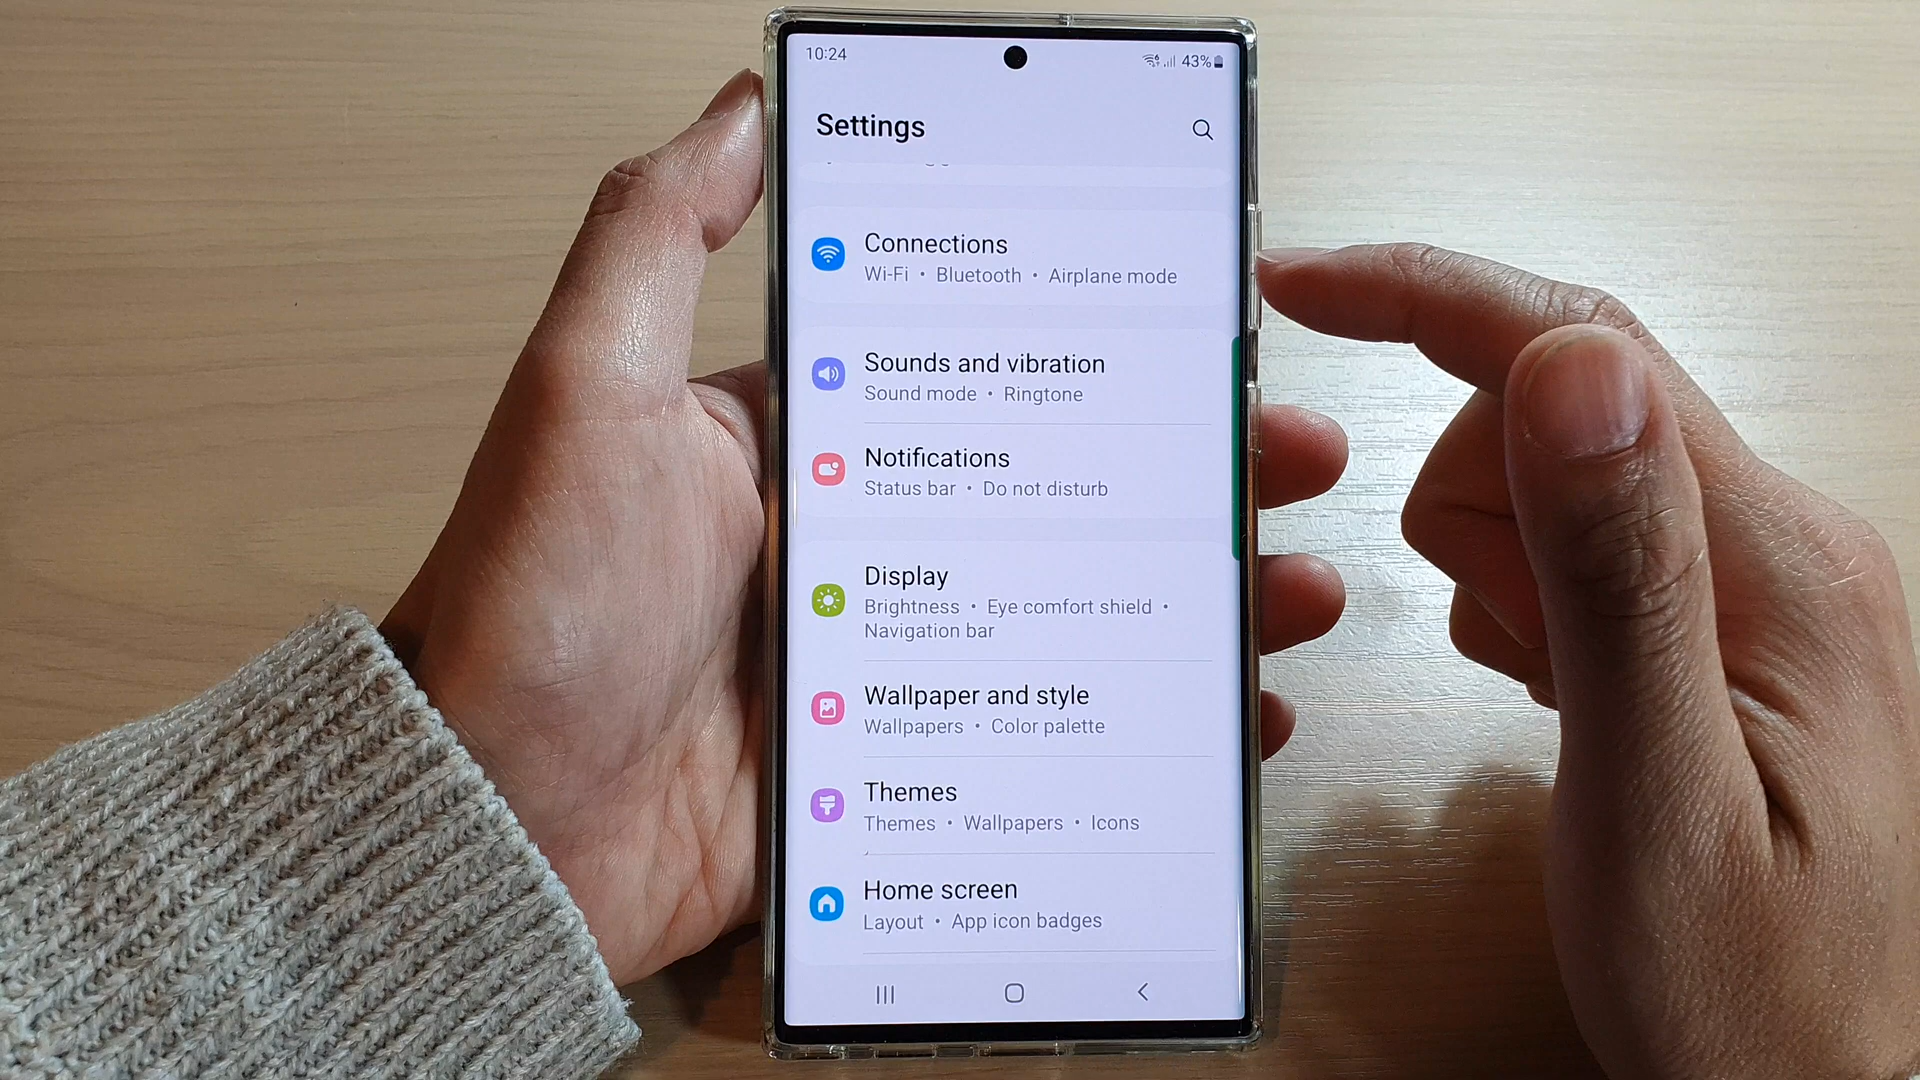 10:24
43%
Settings
Connections
Wi-Fi • Bluetooth • Airplane mode
Sounds and vibration
Sound mode • Ringtone
Notifications
Status bar • Do not disturb
Display
Brightness • Eye comfort shield •
Navigation bar
Wallpaper and style
Wallpapers • Color palette
Themes
Themes • Wallpapers • Icons
Home screen
Layout • App icon badges